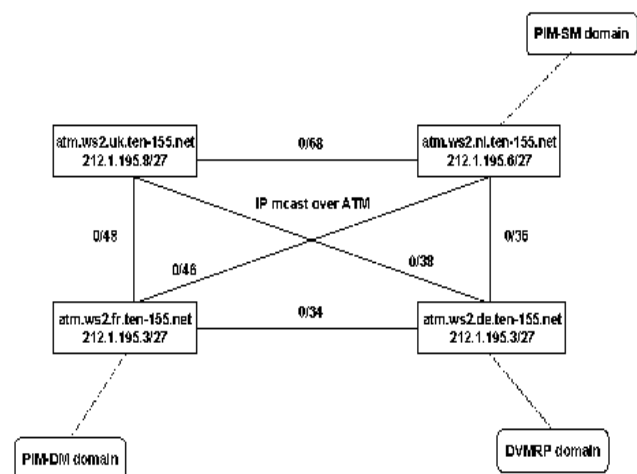 PIM-SM domain
atm.ws2.uk.ten-155.net
212.1.195.8/27
0/68
atm.ws2.nl.ten-155.net
212.1.195.6/27
IP mcast over ATM
0/48
0/46
0/38
0/36
atm.ws2.fr.ten-155.net
212.1.195.3/27
0/34
atm.ws2.de.ten-155.net
212.1.195.3/27
PIM-DM domain
DVMRP domain